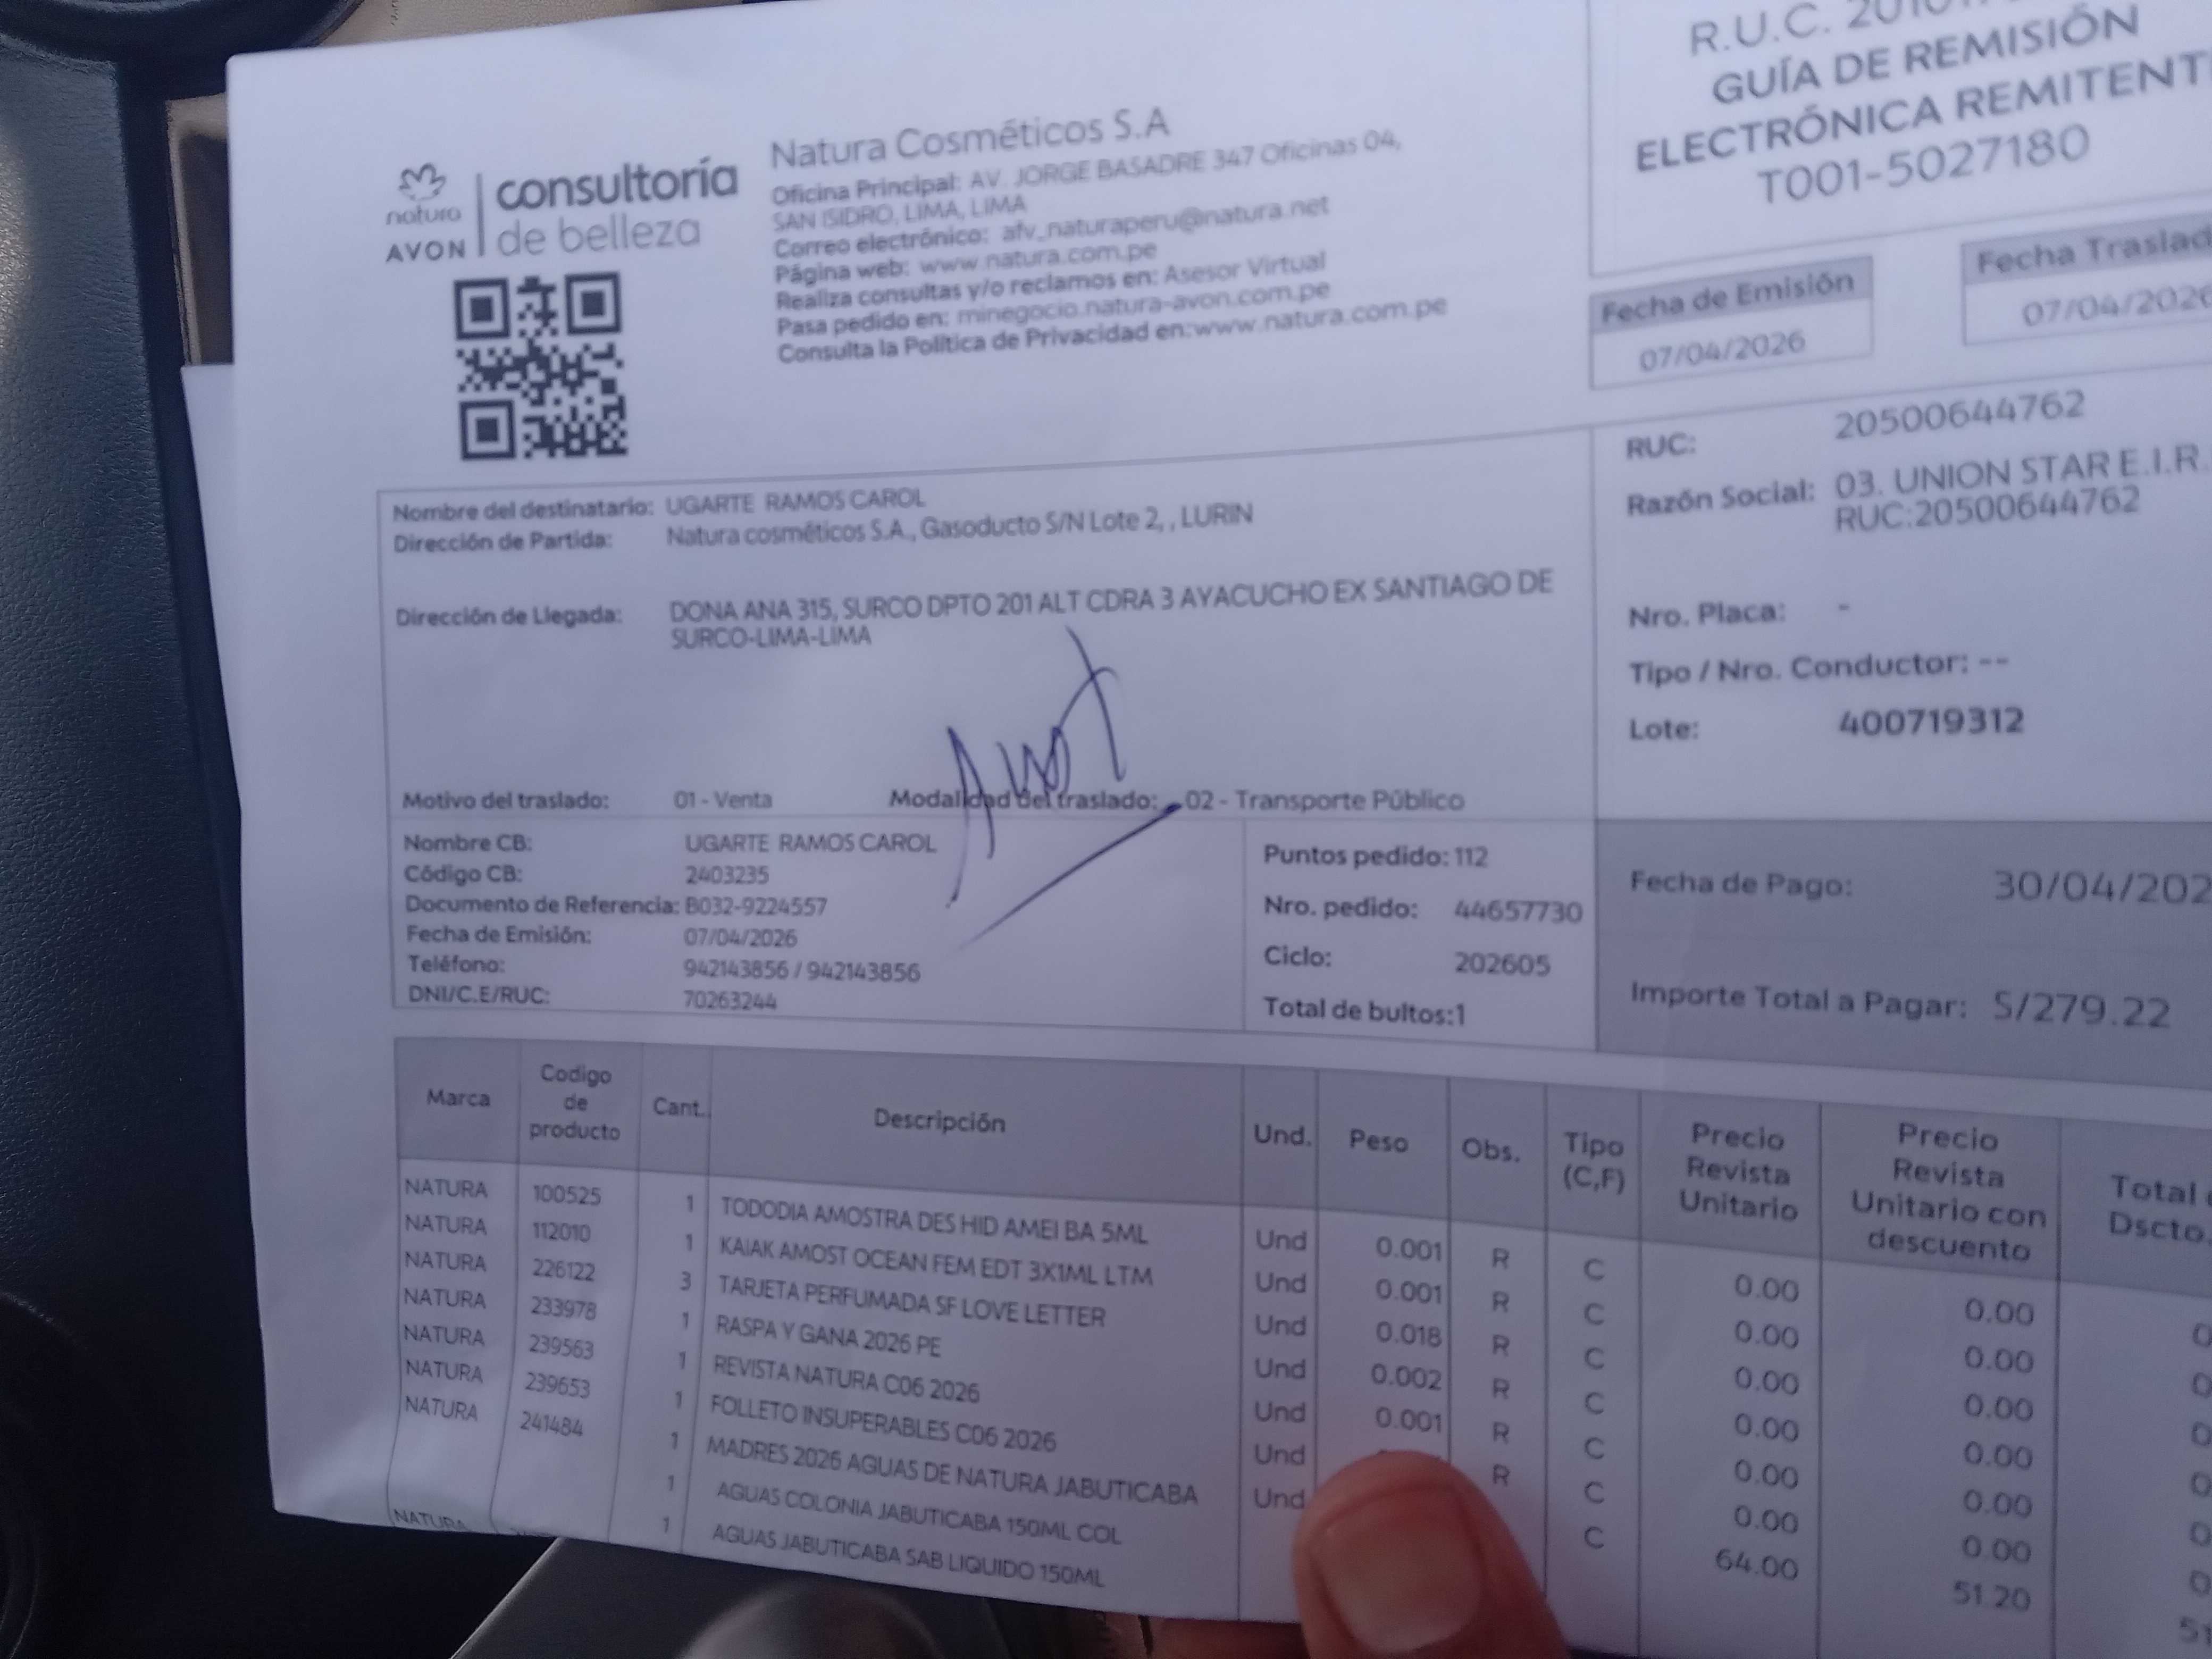 natura
AVON
consultoría
de belleza
Natura Cosméticos S.A
Oficina Principal: AV. JORGE BASADRE 347 Oficinas 04,
SAN ISIDRO, LIMA, LIMA
Correo electrónico: afv_naturaperu@natura.net
Página web: www.natura.com.pe
Realiza consultas y/o reclamos en: Asesor Virtual
Pasa pedido en: minegocio.natura-avon.com.pe
Consulta la Política de Privacidad en:www.natura.com.pe
R.U.C.
GUÍA DE REMISIÓN
ELECTRÓNICA REMITENT
T001-5027180
Fecha de Emisión
07/04/2026
Fecha Traslad
07/04/202
Nombre del destinatario: UGARTE RAMOS CAROL
Dirección de Partida: Natura cosméticos S.A., Gasoducto S/N Lote 2, , LURIN
Dirección de Llegada: DONA ANA 315, SURCO DPTO 201 ALT CDRA 3 AYACUCHO EX SANTIAGO DE
SURCO-LIMA-LIMA
Motivo del traslado: 01 - Venta Modalidad del traslado: 02 - Transporte Público
RUC: 20500644762
Razón Social: 03. UNION STAR E.I.R.
RUC:20500644762
Nro. Placa: -
Tipo / Nro. Conductor: --
Lote: 400719312
Nombre CB: UGARTE RAMOS CAROL
Código CB: 2403235
Documento de Referencia: B032-9224557
Fecha de Emisión: 07/04/2026
Teléfono: 942143856 / 942143856
DNI/C.E/RUC: 70263244
Puntos pedido: 112
Nro. pedido: 44657730
Ciclo: 202605
Total de bultos:1
Fecha de Pago: 30/04/202
Importe Total a Pagar: S/279.22
Marca Codigo de producto Cant. Descripción Und. Peso Obs. Tipo (C,F) Precio Revista Unitario Precio Revista Unitario con descuento Total Dscto.
NATURA 100525 1 TODODIA AMOSTRA DES HID AMEI BA 5ML Und 0.001 R C 0.00 0.00
NATURA 112010 1 KAIAK AMOST OCEAN FEM EDT 3X1ML LTM Und 0.001 R C 0.00 0.00
NATURA 226122 3 TARJETA PERFUMADA SF LOVE LETTER Und 0.018 R C 0.00 0.00
NATURA 233978 1 RASPA Y GANA 2026 PE Und 0.002 R C 0.00 0.00
NATURA 239563 1 REVISTA NATURA C06 2026 Und 0.001 R C 0.00 0.00
NATURA 239653 1 FOLLETO INSUPERABLES C06 2026 Und R C 0.00 0.00
NATURA 241484 1 MADRES 2026 AGUAS DE NATURA JABUTICABA Und C 64.00 51.20
1 AGUAS COLONIA JABUTICABA 150ML COL
NATURA 1 AGUAS JABUTICABA SAB LIQUIDO 150ML